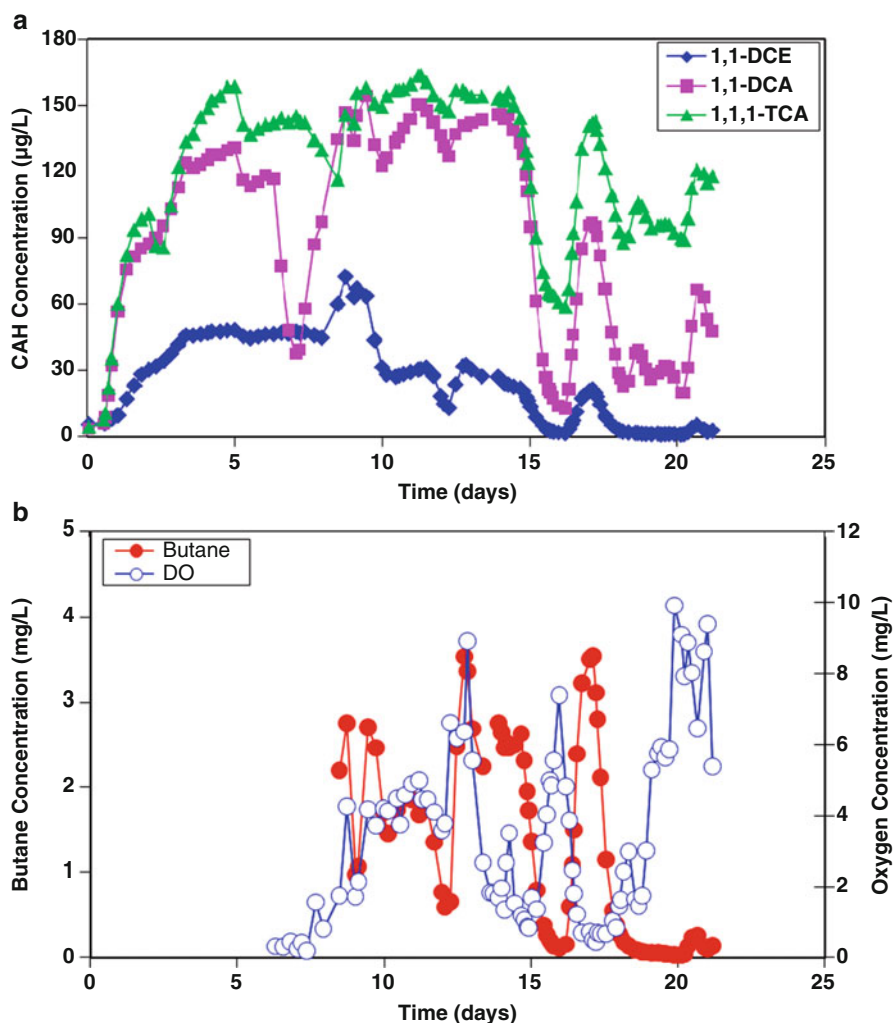 a
180
150
120
90
60
30
0
CAH Concentration (µg/L)
1,1-DCE
1,1-DCA
1,1,1-TCA
0 5 10 15 20 25
Time (days)
b
5
4
3
2
1
0
Butane Concentration (mg/L)
Butane
DO
12
10
8
6
4
2
0
Oxygen Concentration (mg/L)
0 5 10 15 20 25
Time (days)